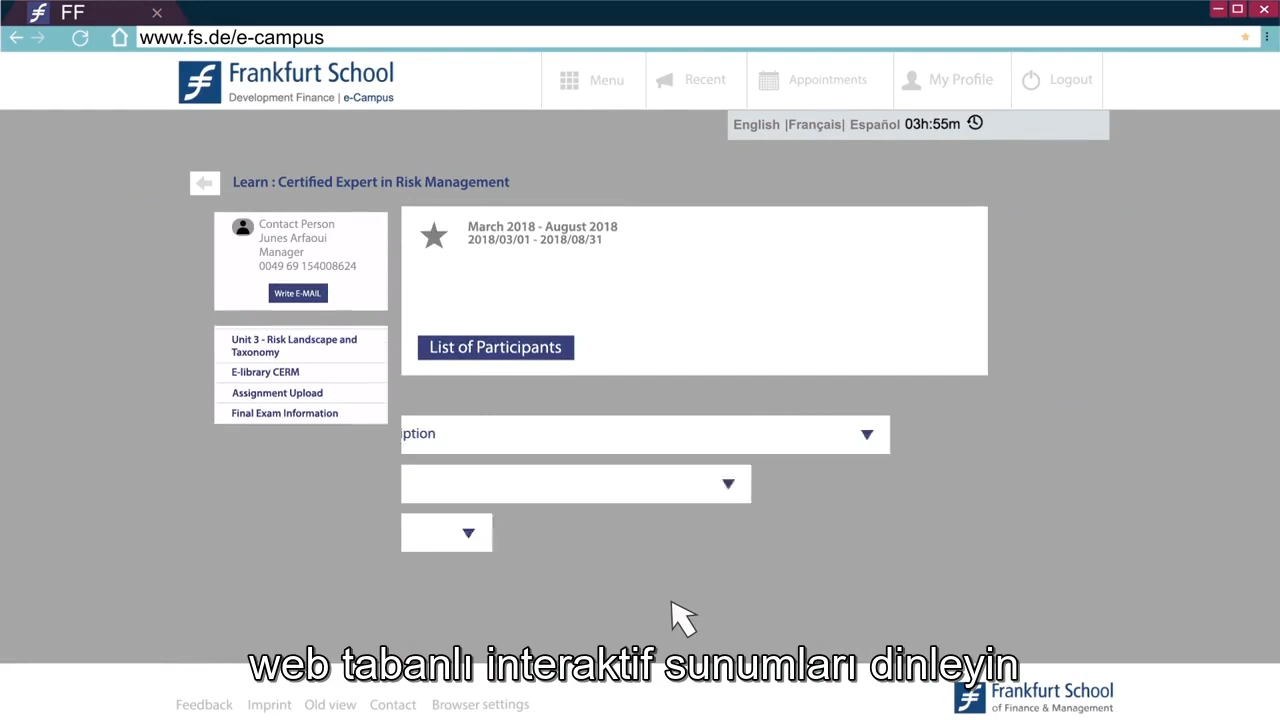 FF
www.fs.de/e-campus
Frankfurt School
Development Finance | e-Campus
Menu
Recent
Appointments
My Profile
Logout
English |Français| Español 03h:55m
Learn : Certified Expert in Risk Management
Contact Person
Junes Arfaoui
Manager
0049 69 154008624
Write E-MAIL
March 2018 - August 2018
2018/03/01 - 2018/08/31
List of Participants
Unit 3 - Risk Landscape and
Taxonomy
E-library CERM
Assignment Upload
Final Exam Information
iption
web tabanlı interaktif sunumları dinleyin
Feedback Imprint Old view Contact Browser settings
Frankfurt School
of Finance & Management